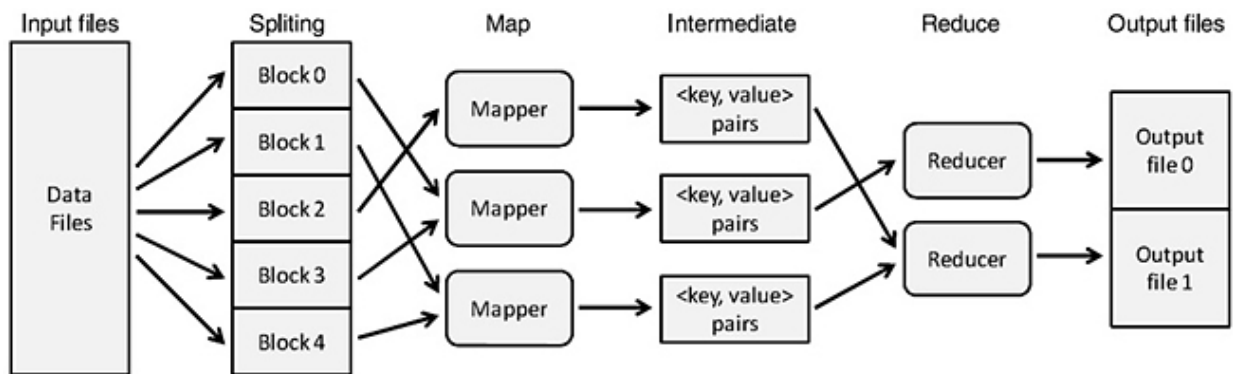 Input files
Spliting
Map
Intermediate
Reduce
Output files
Data
Files
Block 0
Block 1
Block 2
Block 3
Block 4
Mapper
Mapper
Mapper
<key, value>
pairs
<key, value>
pairs
<key, value>
pairs
Reducer
Reducer
Output
file 0
Output
file 1